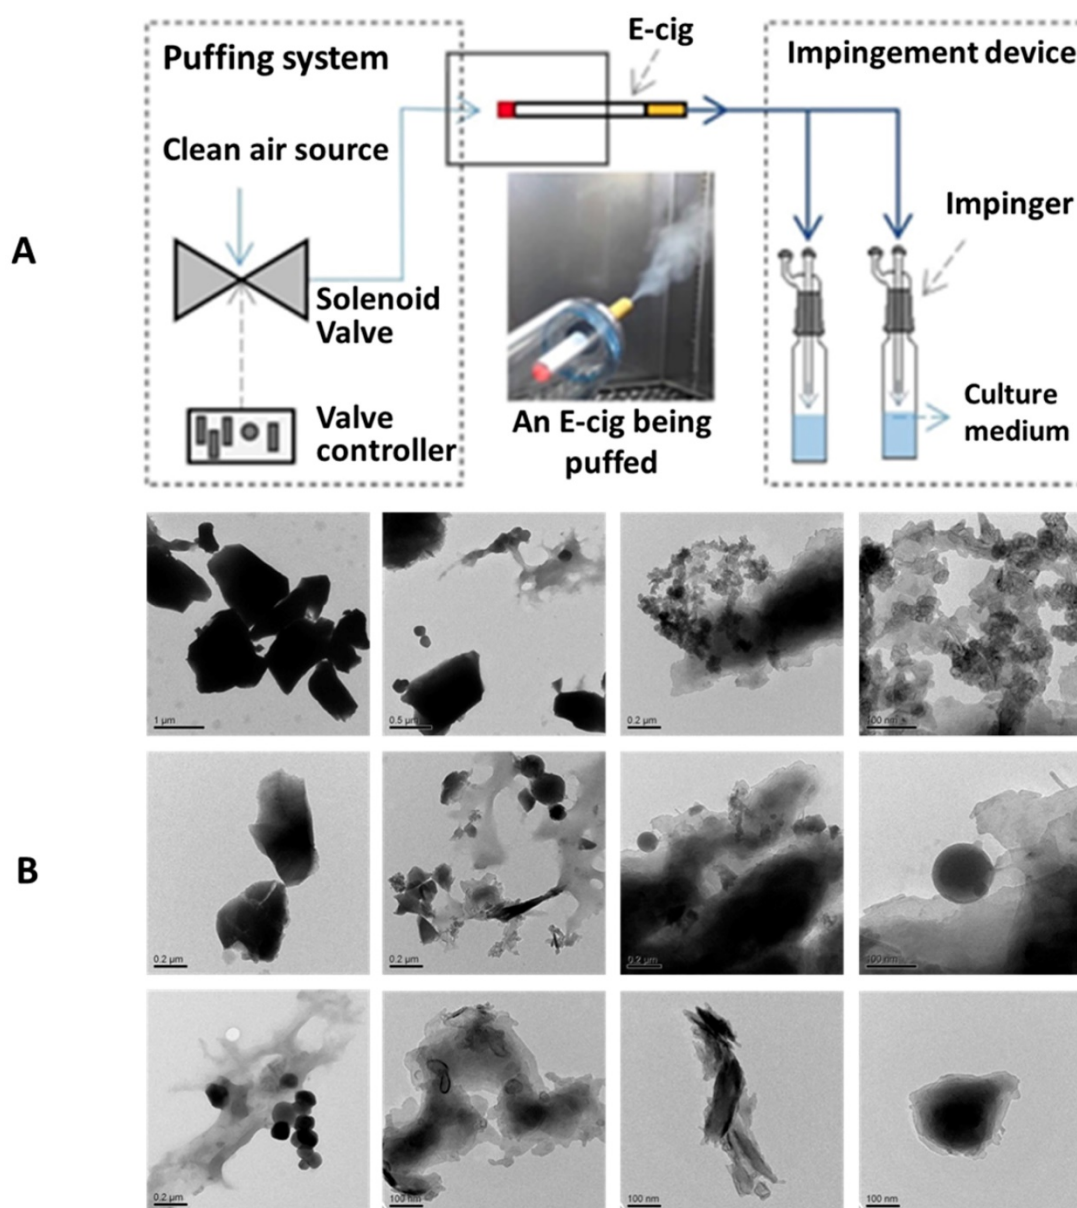 Puffing system
E-cig
Impingement device
Clean air source
Impinger
A
Solenoid
Valve
Valve
controller
An E-cig being
puffed
Culture
medium
1 μm
0.5 μm
0.2 μm
100 nm
B
0.2 μm
0.2 μm
0.2 μm
100 nm
0.2 μm
100 nm
100 nm
100 nm